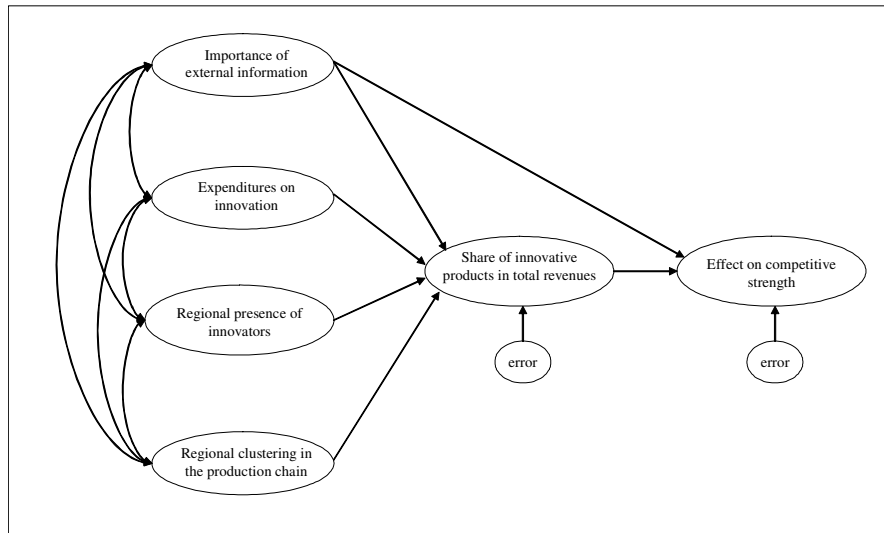 Importance of
external information
Expenditures on
innovation
Share of innovative
products in total revenues
Effect on competitive
strength
Regional presence of
innovators
error
error
Regional clustering in
the production chain